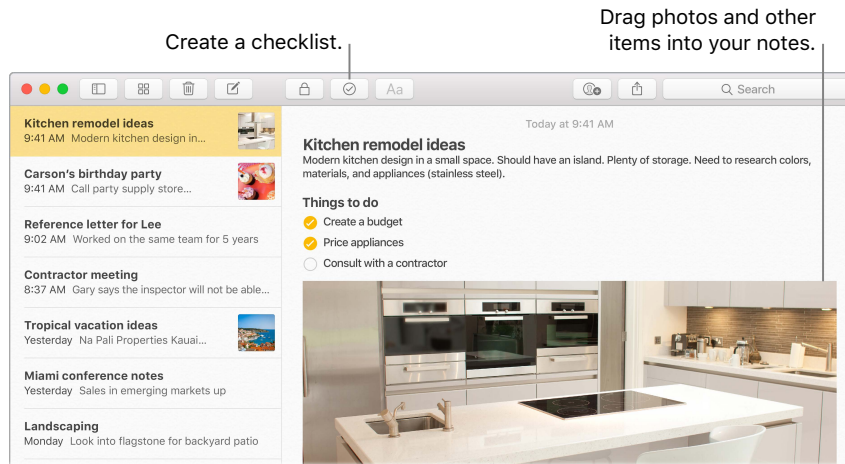 Drag photos and other
items into your notes.
Create a checklist.
Aa
Search
Kitchen remodel ideas
9:41 AM Modern kitchen design in...
Carson's birthday party
9:41 AM Call party supply store...
Reference letter for Lee
9:02 AM Worked on the same team for 5 years
Contractor meeting
8:37 AM Gary says the inspector will not be able...
Tropical vacation ideas
Yesterday Na Pali Properties Kauai...
Miami conference notes
Yesterday Sales in emerging markets up
Landscaping
Monday Look into flagstone for backyard patio
Today at 9:41 AM
Kitchen remodel ideas
Modern kitchen design in a small space. Should have an island. Plenty of storage. Need to research colors,
materials, and appliances (stainless steel).
Things to do
Create a budget
Price appliances
Consult with a contractor